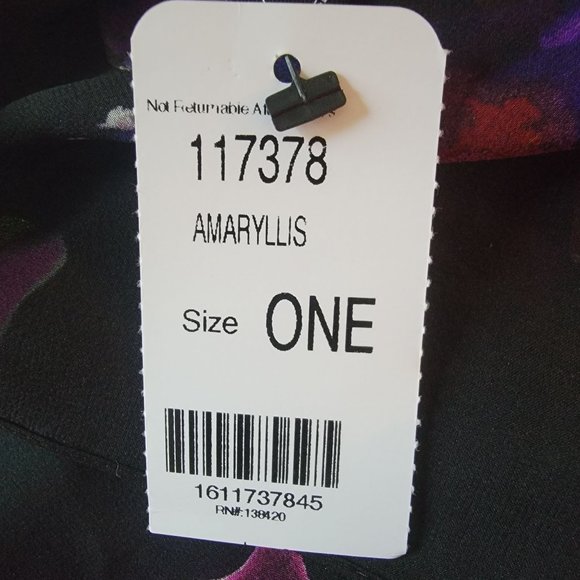 Not Returnable
117378
AMARYLLIS
Size ONE
1611737845
RN#: 138420